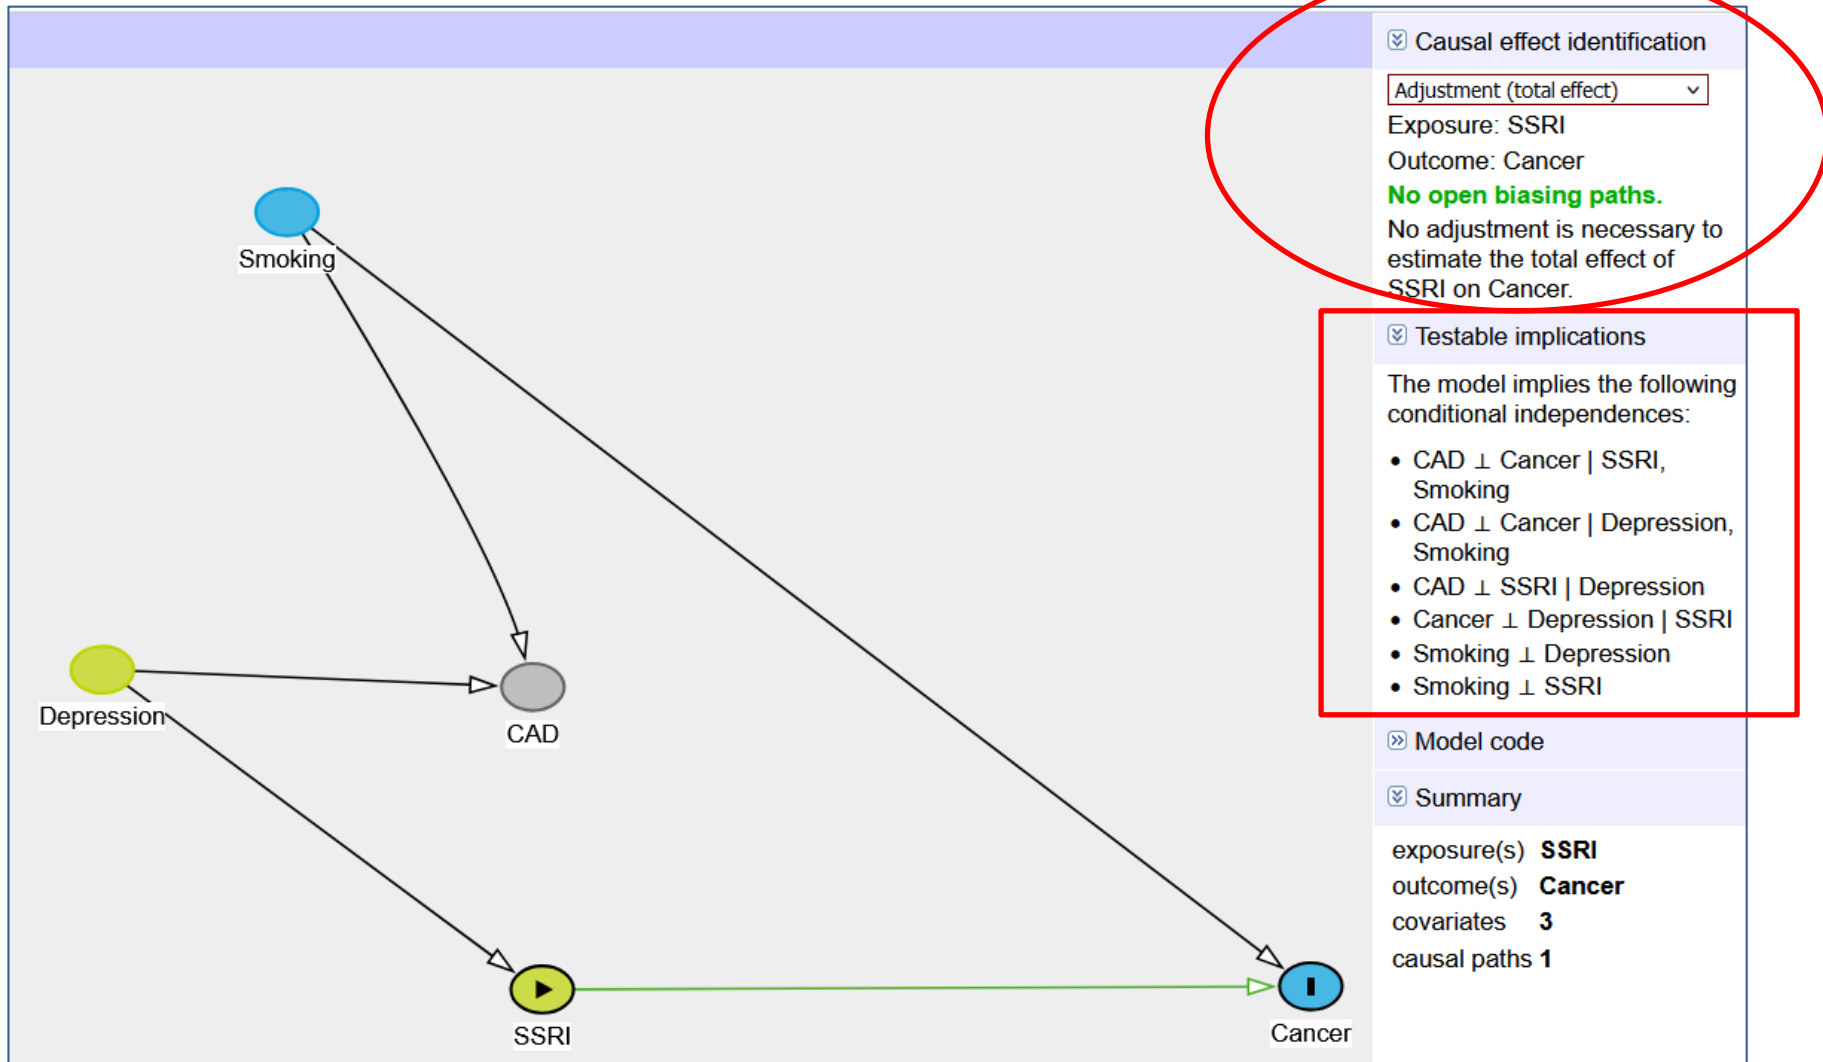 Causal effect identification
Adjustment (total effect)
Exposure: SSRI
Outcome: Cancer
No open biasing paths.
No adjustment is necessary to
estimate the total effect of
SSRI on Cancer.
Testable implications
The model implies the following
conditional independences:
• CAD ⊥ Cancer | SSRI,
Smoking
• CAD ⊥ Cancer | Depression,
Smoking
• CAD ⊥ SSRI | Depression
• Cancer ⊥ Depression | SSRI
• Smoking ⊥ Depression
• Smoking ⊥ SSRI
Model code
Summary
exposure(s) SSRI
outcome(s) Cancer
covariates 3
causal paths 1
Smoking
Depression
CAD
SSRI
Cancer